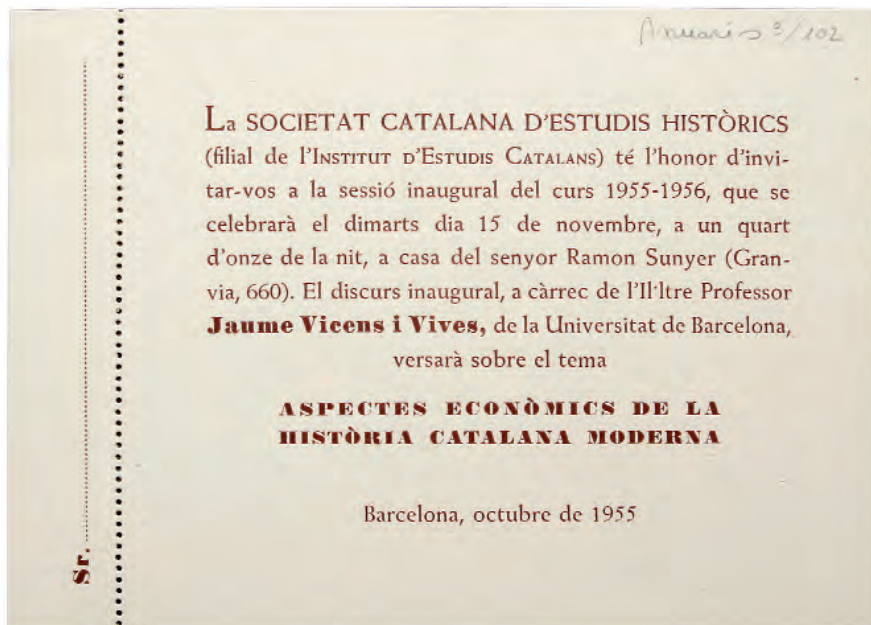 Anuari s º/102
La SOCIETAT CATALANA D'ESTUDIS HISTÒRICS
(filial de l'INSTITUT D'ESTUDIS CATALANS) té l'honor d'invi-
tar-vos a la sessió inaugural del curs 1955-1956, que se
celebrarà el dimarts dia 15 de novembre, a un quart
d'onze de la nit, a casa del senyor Ramon Sunyer (Gran-
via, 660). El discurs inaugural, a càrrec de l'Il·ltre Professor
Jaume Vicens i Vives, de la Universitat de Barcelona,
versarà sobre el tema
ASPECTES ECONÒMICS DE LA
HISTÒRIA CATALANA MODERNA
Barcelona, octubre de 1955
Sr.